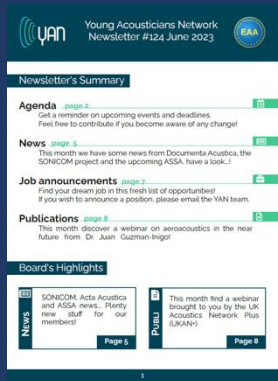 YAN
Young Acousticians Network
Newsletter #124 June 2023
EAA
Newsletter's Summary
Agenda page 2
Get a reminder on upcoming events and deadlines.
Feel free to contribute if you become aware of any change!
News page 5
This month we have some news from Documenta Acustica, the
SONICOM project and the upcoming ASSA, have a look...!
Job announcements page 7
Find your dream job in this fresh list of opportunities!
If you wish to announce a position, please email the YAN team.
Publications page 8
This month discover a webinar on aeroacoustics in the near
future from Dr. Juan Guzman-Inigo!
Board's Highlights
News
SONICOM, Acta Acustica
and ASSA news... Plenty
new stuff for our
members!
Page 5
Publi
This month find a webinar
brought to you by the UK
Acoustics Network Plus
(UKAN+).
Page 8
1